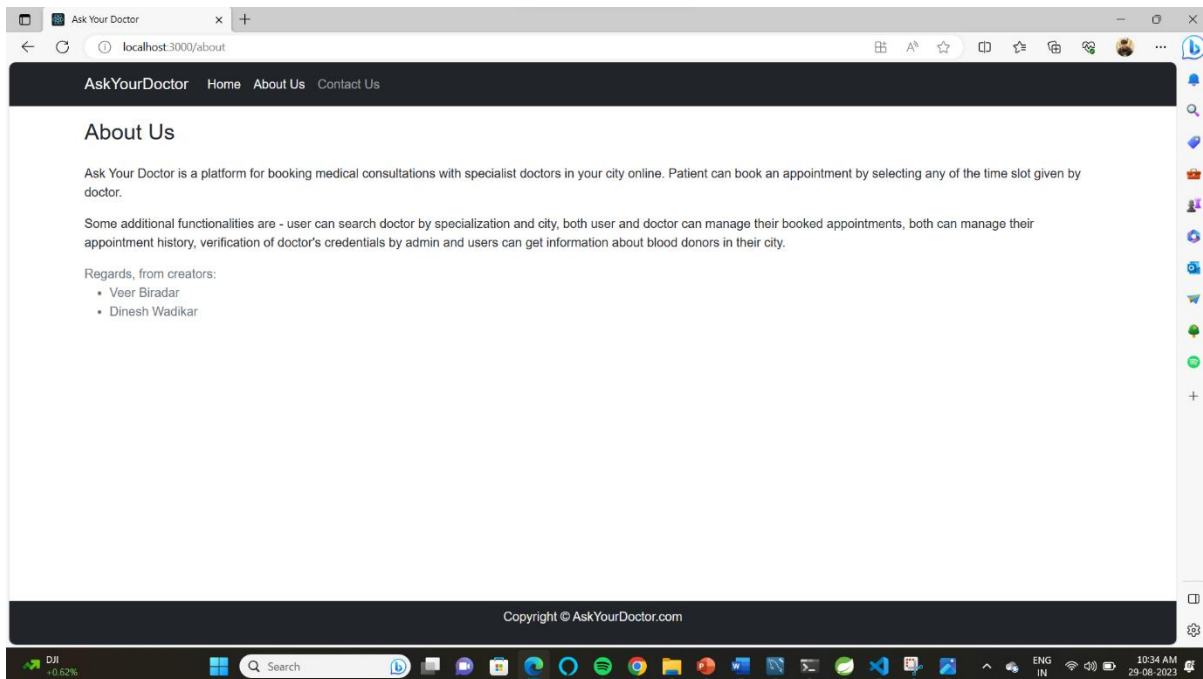 Ask Your Doctor
localhost:3000/about
AskYourDoctor Home About Us Contact Us
About Us
Ask Your Doctor is a platform for booking medical consultations with specialist doctors in your city online. Patient can book an appointment by selecting any of the time slot given by
doctor.
Some additional functionalities are - user can search doctor by specialization and city, both user and doctor can manage their booked appointments, both can manage their
appointment history, verification of doctor's credentials by admin and users can get information about blood donors in their city.
Regards, from creators:
• Veer Biradar
• Dinesh Wadikar
Copyright © AskYourDoctor.com
DJI
+0.62%
Search
ENG
IN
10:34 AM
29-08-2023